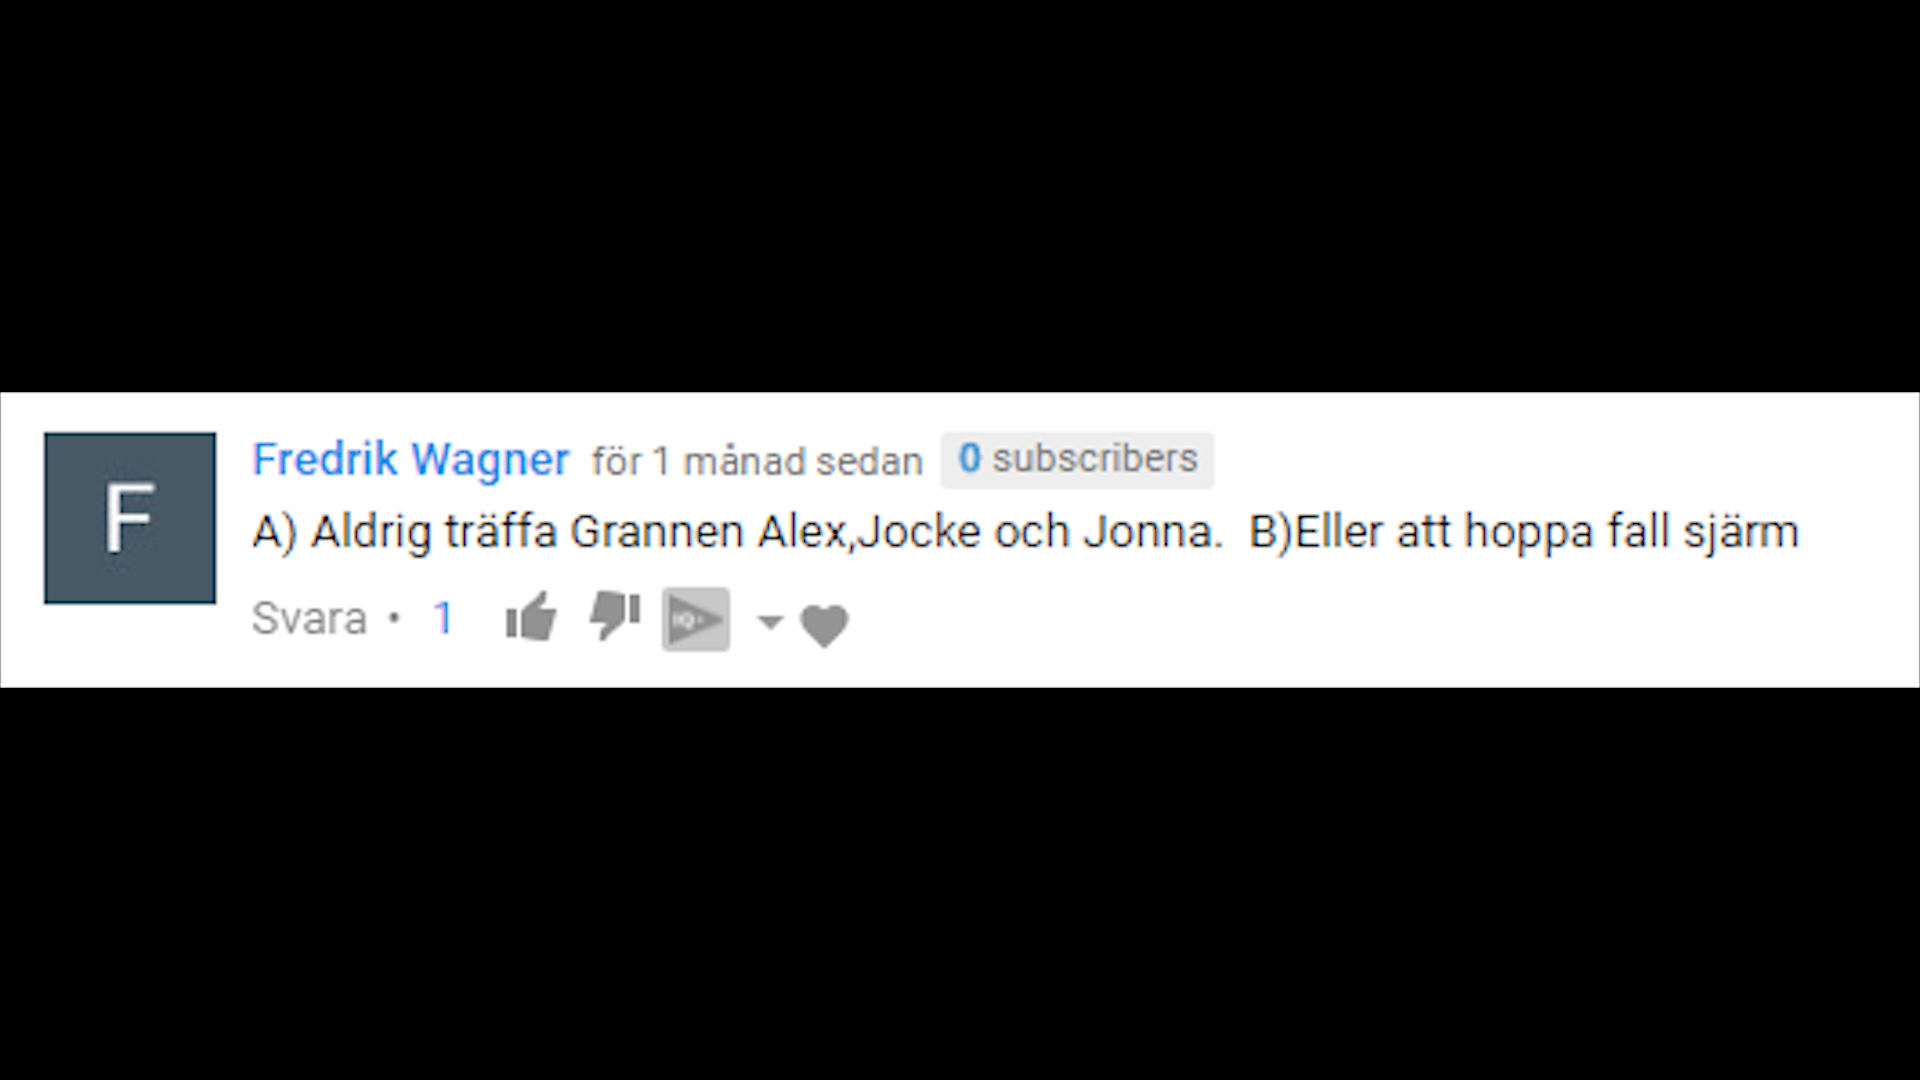 F
Fredrik Wagner för 1 månad sedan 0 subscribers
A) Aldrig träffa Grannen Alex,Jocke och Jonna.  B)Eller att hoppa fall sjärm
Svara • 1 IQ+